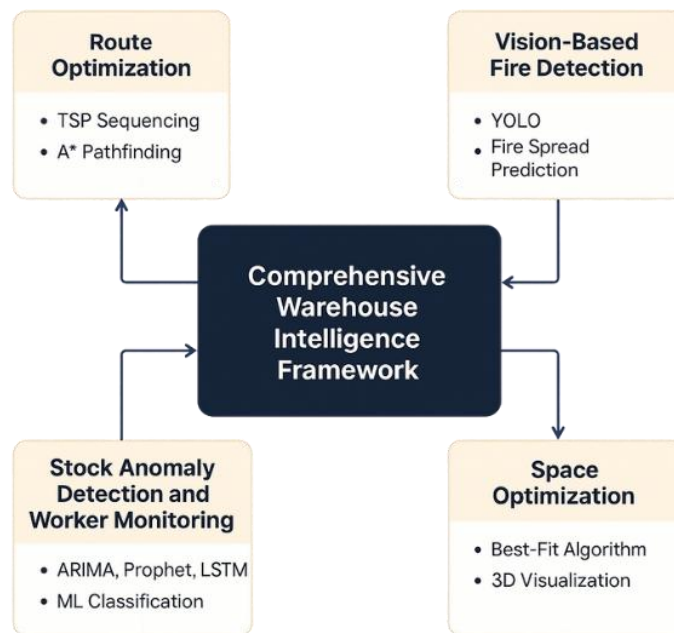 Route
Optimization
• TSP Sequencing
• A* Pathfinding
Vision-Based
Fire Detection
• YOLO
• Fire Spread
Prediction
Comprehensive
Warehouse
Intelligence
Framework
Stock Anomaly
Detection and
Worker Monitoring
• ARIMA, Prophet, LSTM
• ML Classification
Space
Optimization
• Best-Fit Algorithm
• 3D Visualization